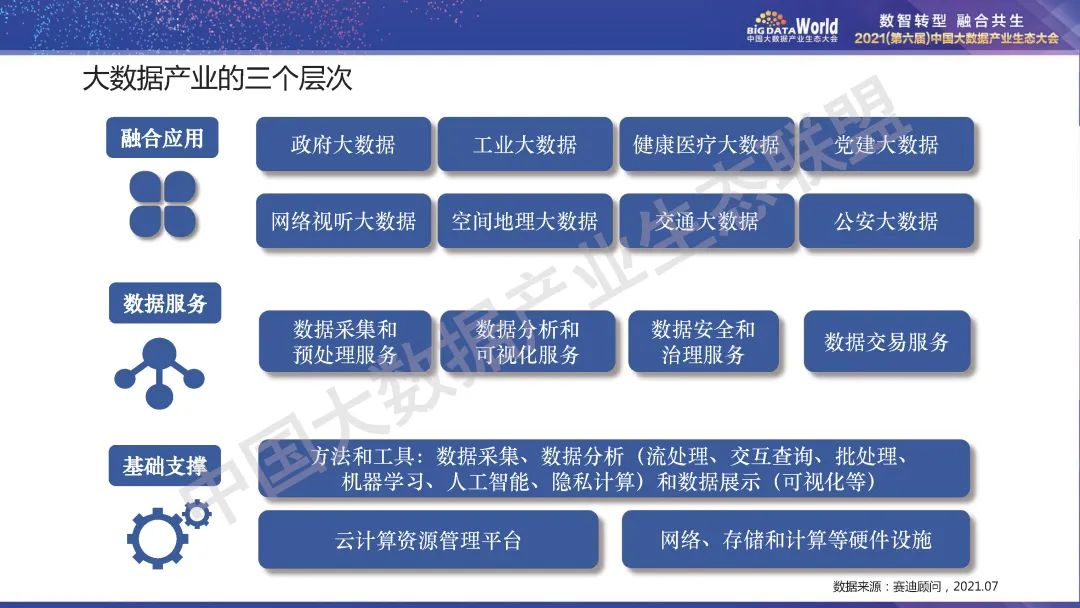 BIG DATA World
中国大数据产业生态大会
数智转型 融合共生
2021(第六届)中国大数据产业生态大会
大数据产业的三个层次
融合应用
政府大数据
工业大数据
健康医疗大数据
党建大数据
网络视听大数据
空间地理大数据
交通大数据
公安大数据
数据服务
数据采集和
预处理服务
数据分析和
可视化服务
数据安全和
治理服务
数据交易服务
基础支撑
方法和工具：数据采集、数据分析（流处理、交互查询、批处理、
机器学习、人工智能、隐私计算）和数据展示（可视化等）
云计算资源管理平台
网络、存储和计算等硬件设施
中国大数据产业生态联盟
数据来源：赛迪顾问，2021.07